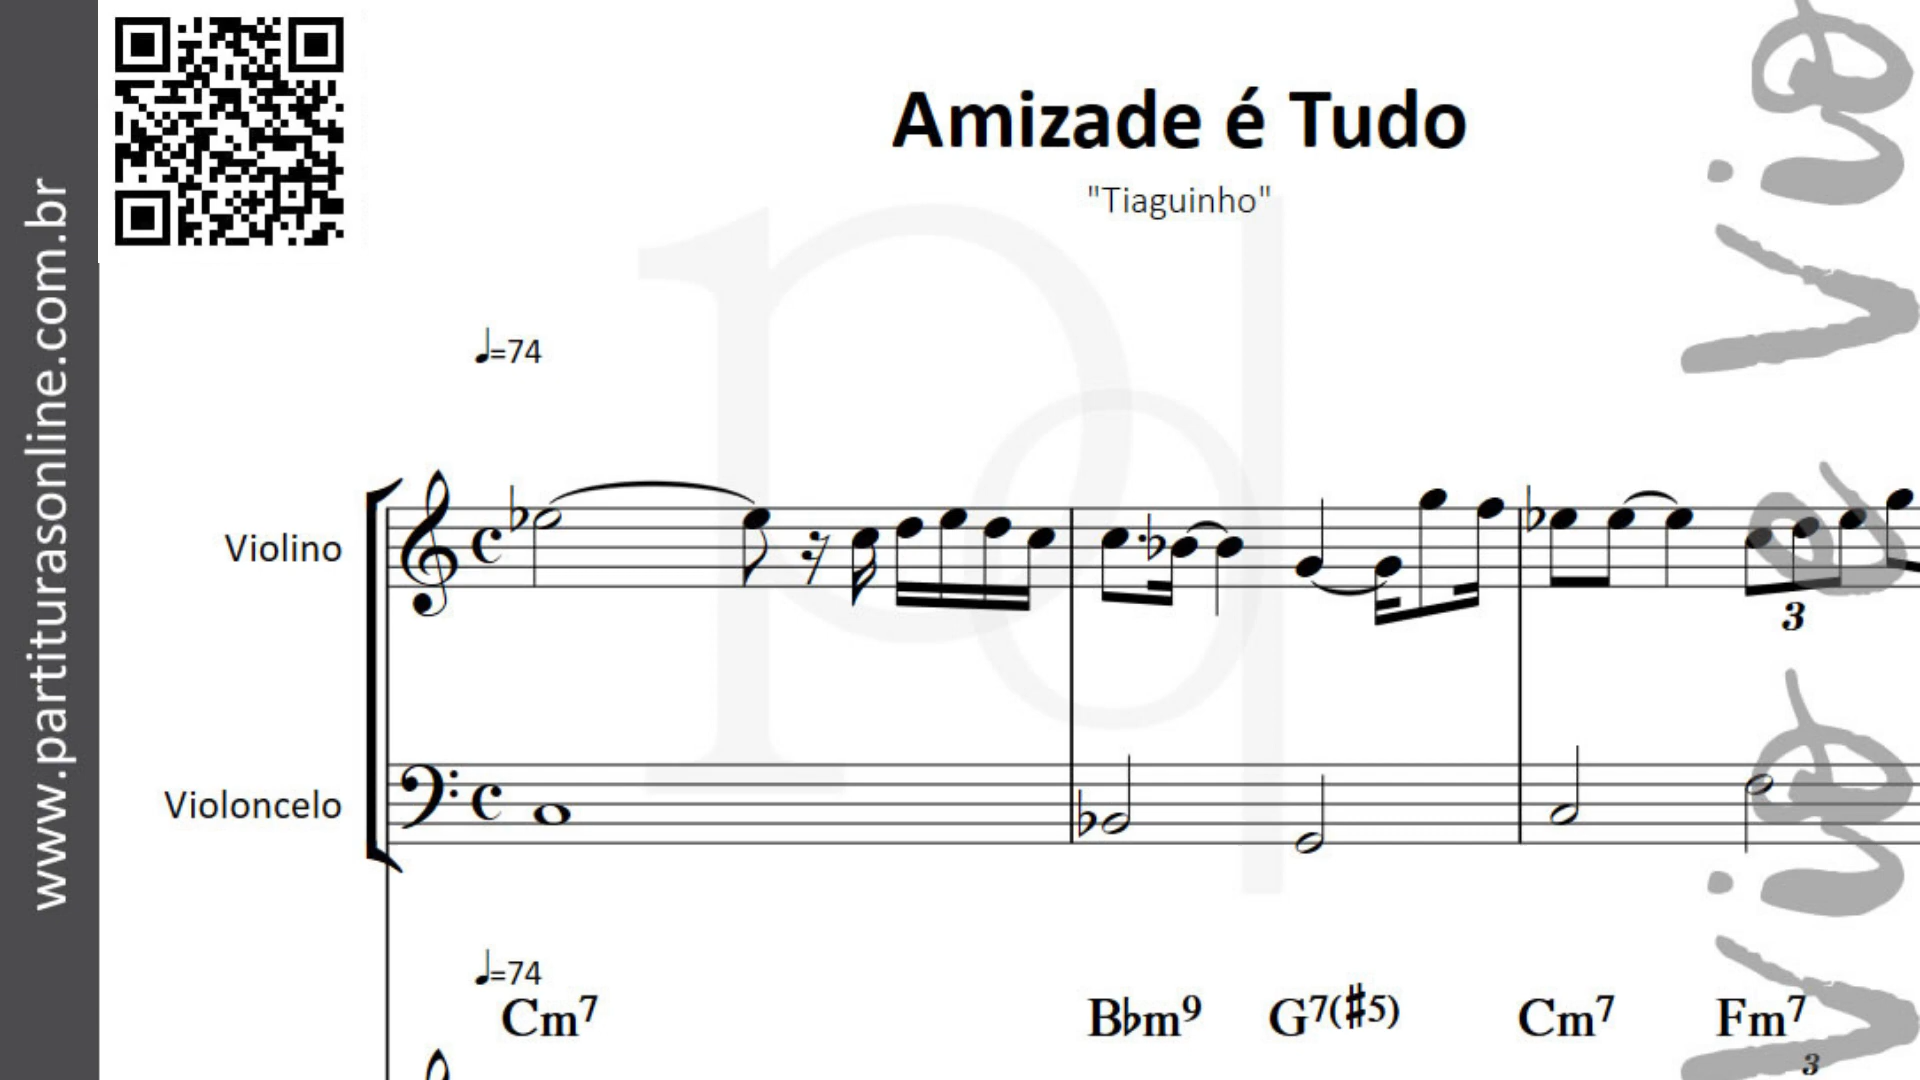 www.partiturasonline.com.br
Amizade é Tudo
"Tiaguinho"
♩=74
Violino
3
Violoncelo
♩=74
Cm7 B♭m9 G7(♯5) Cm7 Fm7
3